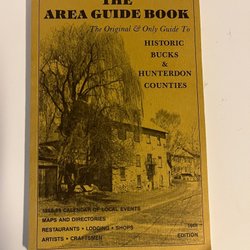 THE
AREA GUIDE BOOK
The Original & Only Guide To
HISTORIC
BUCKS
&
HUNTERDON
COUNTIES
CALENDAR OF LOCAL EVENTS
MAPS AND DIRECTORIES
RESTAURANTS • LODGING • SHOPS
ARTISTS • CRAFTSMEN
EDITION